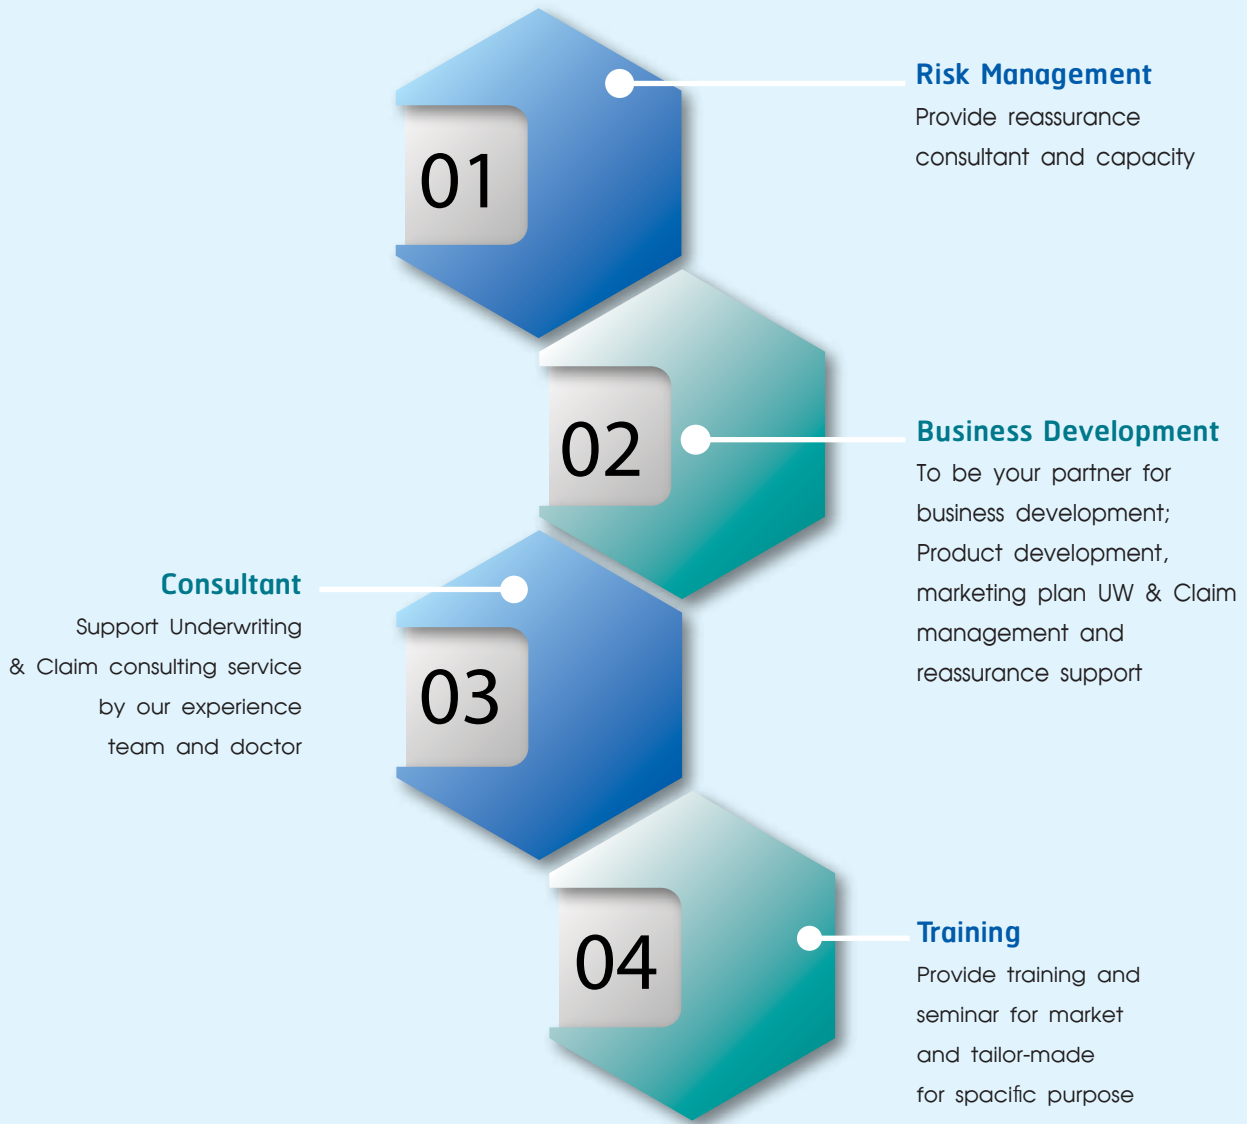 01
Risk Management
Provide reassurance
consultant and capacity
02
Business Development
To be your partner for
business development;
Product development,
marketing plan UW & Claim
management and
reassurance support
03
Consultant
Support Underwriting
& Claim consulting service
by our experience
team and doctor
04
Training
Provide training and
seminar for market
and tailor-made
for spacific purpose